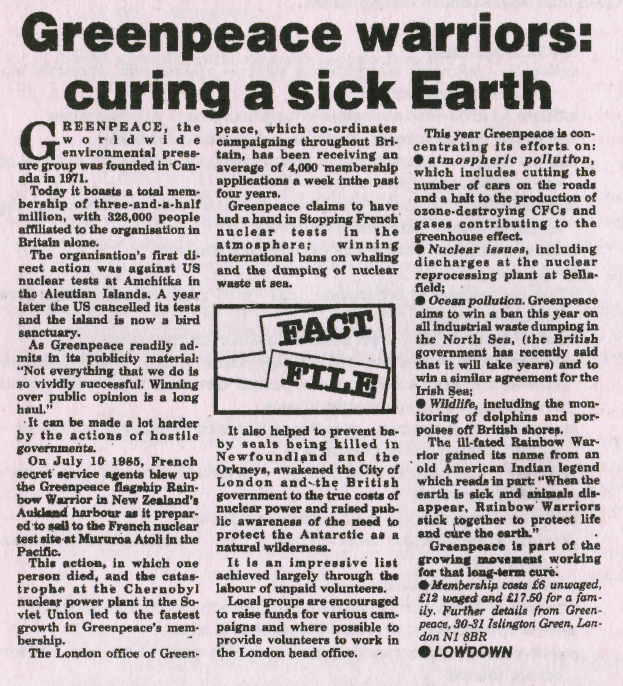 Greenpeace warriors:
curing a sick Earth
GREENPEACE, the
worldwide
environmental press-
ure group was founded in Can-
ada in 1971.
Today it boasts a total mem-
bership of three-and-a-half
million, with 326,000 people
affiliated to the organisation in
Britain alone.
The organisation's first di-
rect action was against US
nuclear tests at Amchitka in
the Aleutian Islands. A year
later the US cancelled its tests
and the island is now a bird
sanctuary.
As Greenpeace readily ad-
mits in its publicity material:
"Not everything that we do is
so vividly successful. Winning
over public opinion is a long
haul."
It can be made a lot harder
by the actions of hostile
governments.
On July 10 1985, French
secret service agents blew up
the Greenpeace flagship Rain-
bow Warrior in New Zealand's
Aukland harbour as it prepar-
ed to sail to the French nuclear
test site at Mururoa Atoll in the
Pacific.
This action, in which one
person died, and the catas-
trophe at the Chernobyl
nuclear power plant in the So-
viet Union led to the fastest
growth in Greenpeace's mem-
bership.
The London office of Green-
peace, which co-ordinates
campaigning throughout Bri-
tain, has been receiving an
average of 4,000 membership
applications a week inthe past
four years.
Greenpeace claims to have
had a hand in Stopping French
nuclear tests in the
atmosphere; winning
international bans on whaling
and the dumping of nuclear
waste at sea.
FACT
FILE
It also helped to prevent ba-
by seals being killed in
Newfoundland and the
Orkneys, awakened the City of
London and the British
government to the true costs of
nuclear power and raised pub-
lic awareness of the need to
protect the Antarctic as a
natural wilderness.
It is an impressive list
achieved largely through the
labour of unpaid volunteers.
Local groups are encouraged
to raise funds for various cam-
paigns and where possible to
provide volunteers to work in
the London head office.
This year Greenpeace is con-
centrating its efforts on:
● atmospheric pollution,
which includes cutting the
number of cars on the roads
and a halt to the production of
ozone-destroying CFCs and
gases contributing to the
greenhouse effect.
● Nuclear issues, including
discharges at the nuclear
reprocessing plant at Sella-
field;
● Ocean pollution. Greenpeace
aims to win a ban this year on
all industrial waste dumping in
the North Sea, (the British
government has recently said
that it will take years) and to
win a similar agreement for the
Irish Sea;
● Wildlife, including the mon-
itoring of dolphins and por-
poises off British shores.
The ill-fated Rainbow War-
rior gained its name from an
old American Indian legend
which reads in part: "When the
earth is sick and animals dis-
appear, Rainbow Warriors
stick together to protect life
and cure the earth."
Greenpeace is part of the
growing movement working
for that long-term cure.
● Membership costs £6 unwaged,
£12 waged and £17.50 for a fam-
ily. Further details from Green-
peace, 30-31 Islington Green, Lon-
don N1 8BR
● LOWDOWN